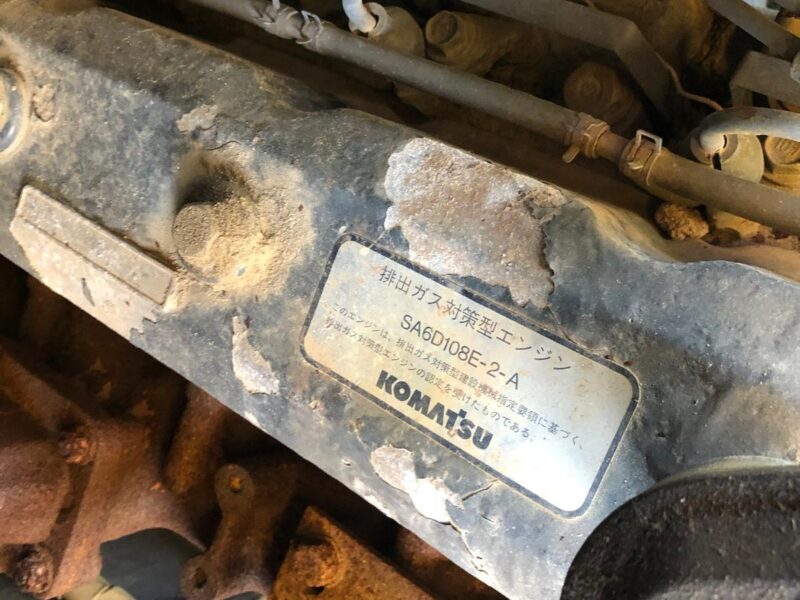 排出ガス対策型エンジン
SA6D108E-2-A
このエンジンは、排出ガス対策型建設機械指定要領に基づく、
排出ガス対策型エンジンの認定を受けたものである。
KOMATSU